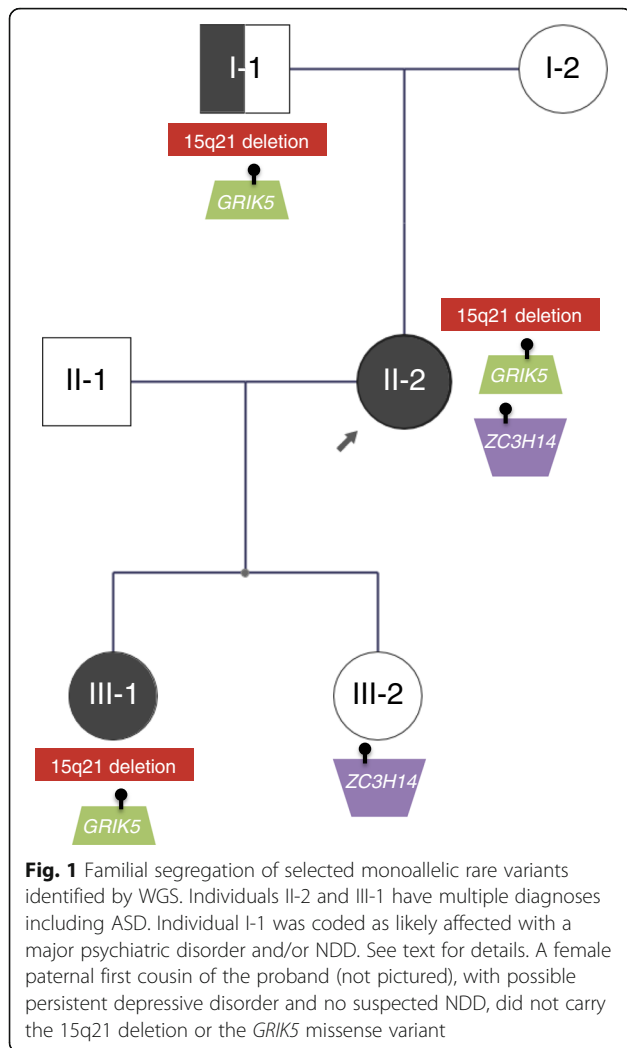 I-1
I-2
15q21 deletion
GRIK5
15q21 deletion
II-1
II-2
GRIK5
ZC3H14
III-1
III-2
15q21 deletion
ZC3H14
GRIK5
Fig. 1 Familial segregation of selected monoallelic rare variants
identified by WGS. Individuals II-2 and III-1 have multiple diagnoses
including ASD. Individual I-1 was coded as likely affected with a
major psychiatric disorder and/or NDD. See text for details. A female
paternal first cousin of the proband (not pictured), with possible
persistent depressive disorder and no suspected NDD, did not carry
the 15q21 deletion or the GRIK5 missense variant